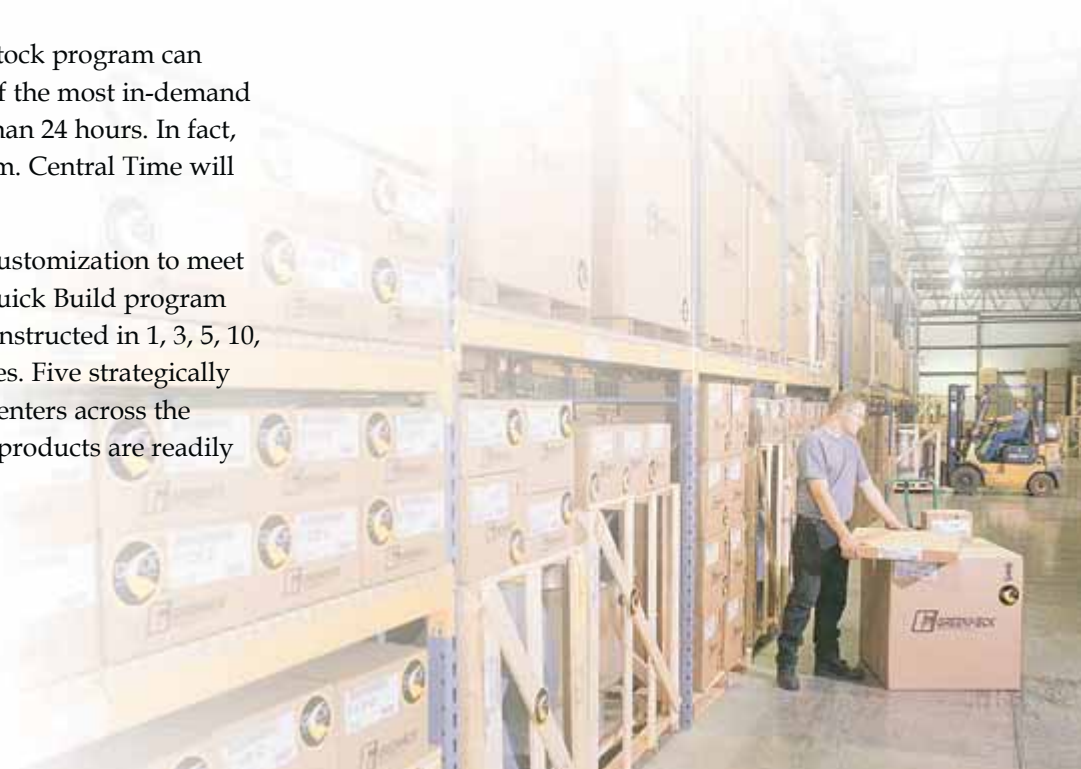 tock program can
f the most in-demand
han 24 hours. In fact,
m. Central Time will
ustomization to meet
uick Build program
nstructed in 1, 3, 5, 10,
es. Five strategically
enters across the
products are readily
GREENHECK